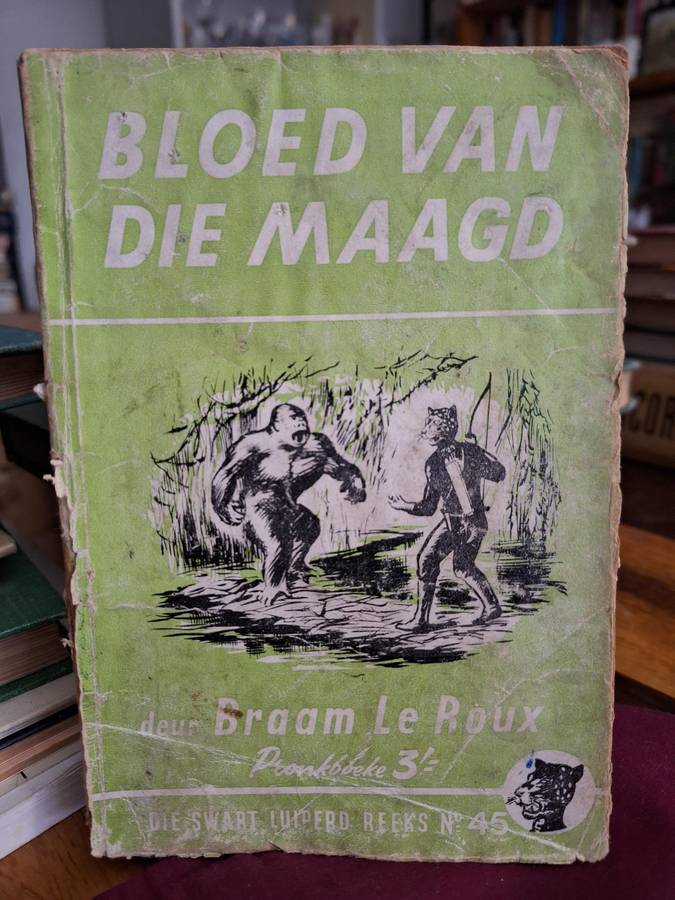 BLOED VAN
DIE MAAGD
deur Braam Le Roux
Pronkboeke 3/=
DIE SWART LUIPERD REEKS Nº 45